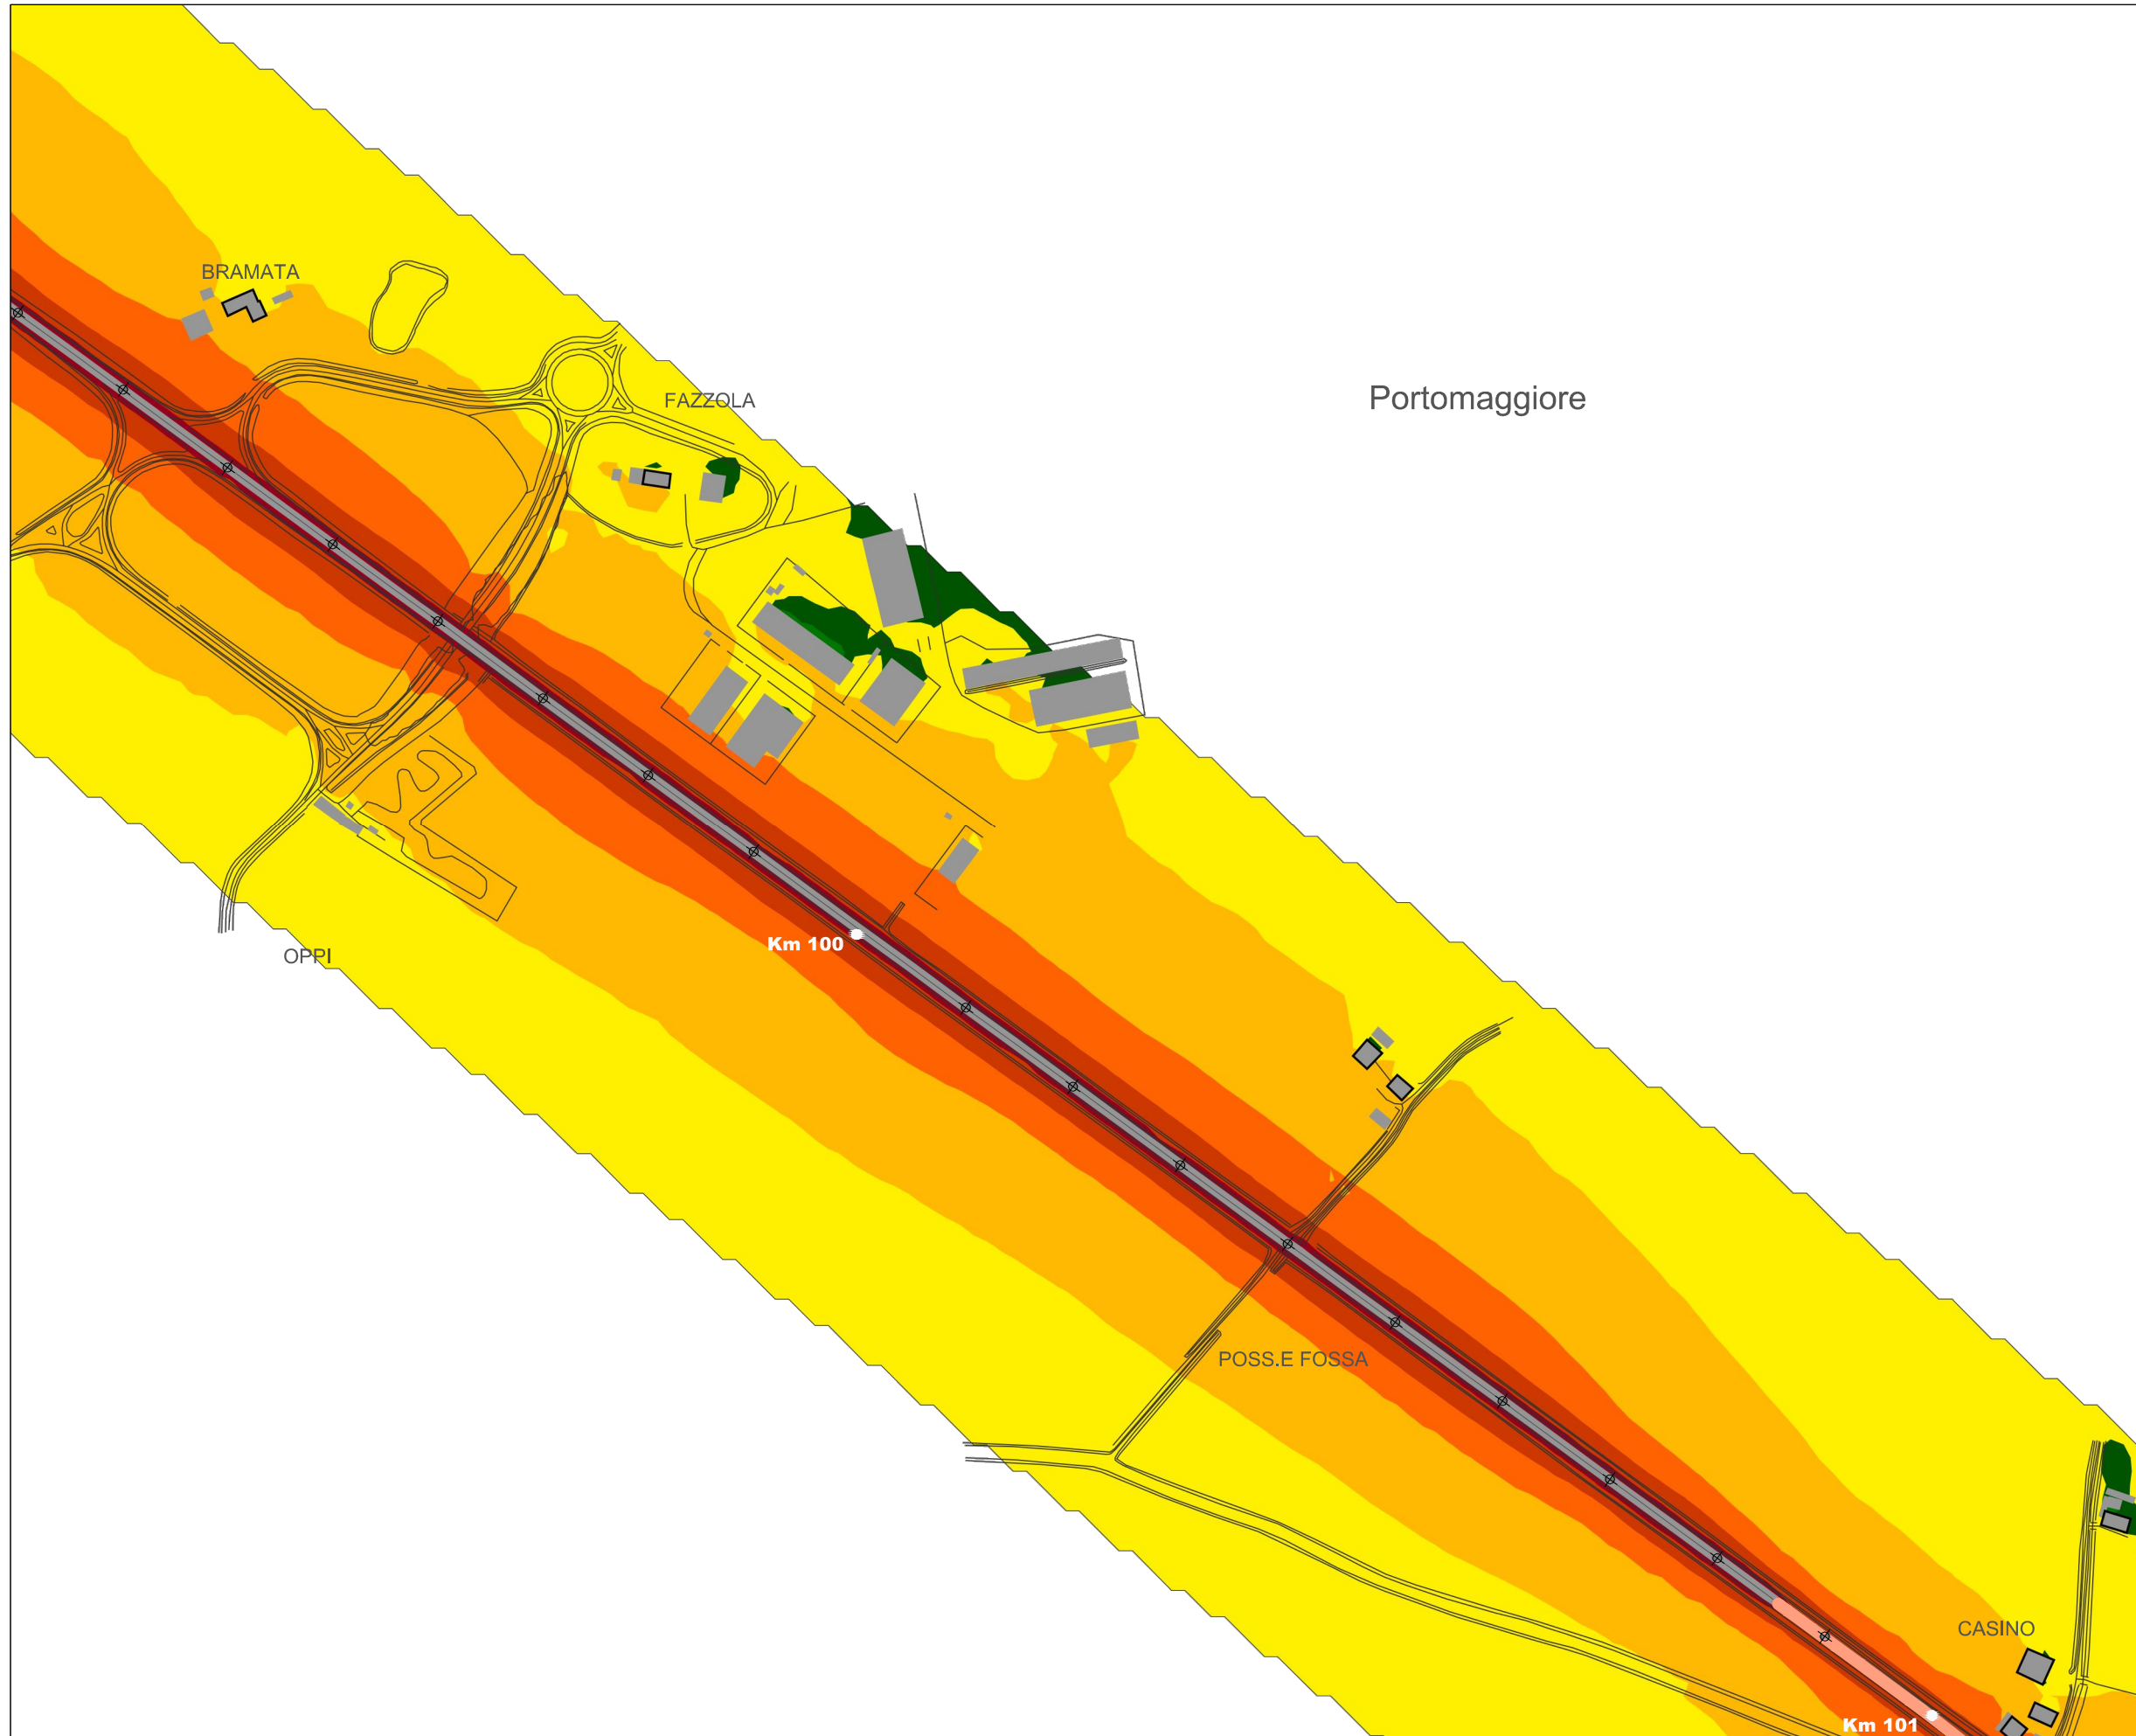 BRAMATA
FAZZOLA
Portomaggiore
Km 100
OPPI
POSS.E FOSSA
CASINO
Km 101